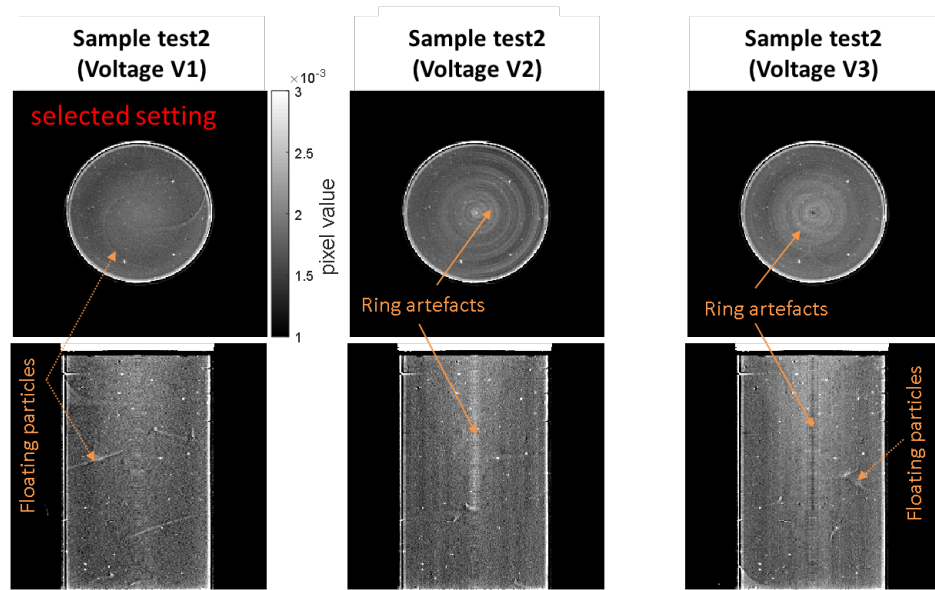 Sample test2
(Voltage V1)
Sample test2
(Voltage V2)
Sample test2
(Voltage V3)
×10⁻³
selected setting
3
2.5
2
1.5
1
pixel value
Ring artefacts
Ring artefacts
Floating particles
Floating particles